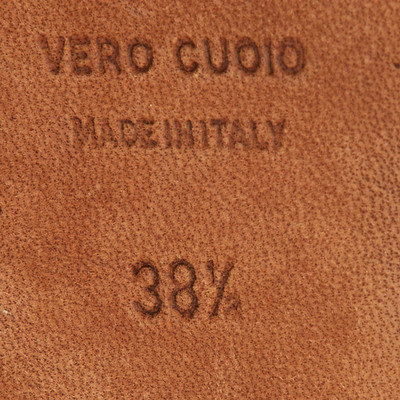 VERO CUOIO
MADE IN ITALY
38½